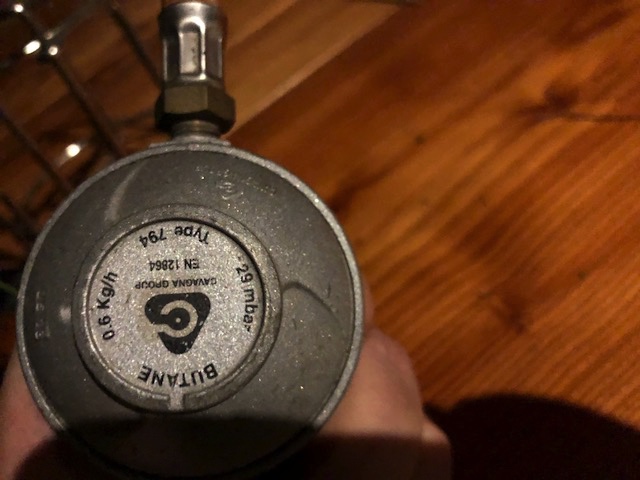 BUTANE
0.6 Kg/h
29 mbar
CAVAGNA GROUP
EN 12864
Type 794